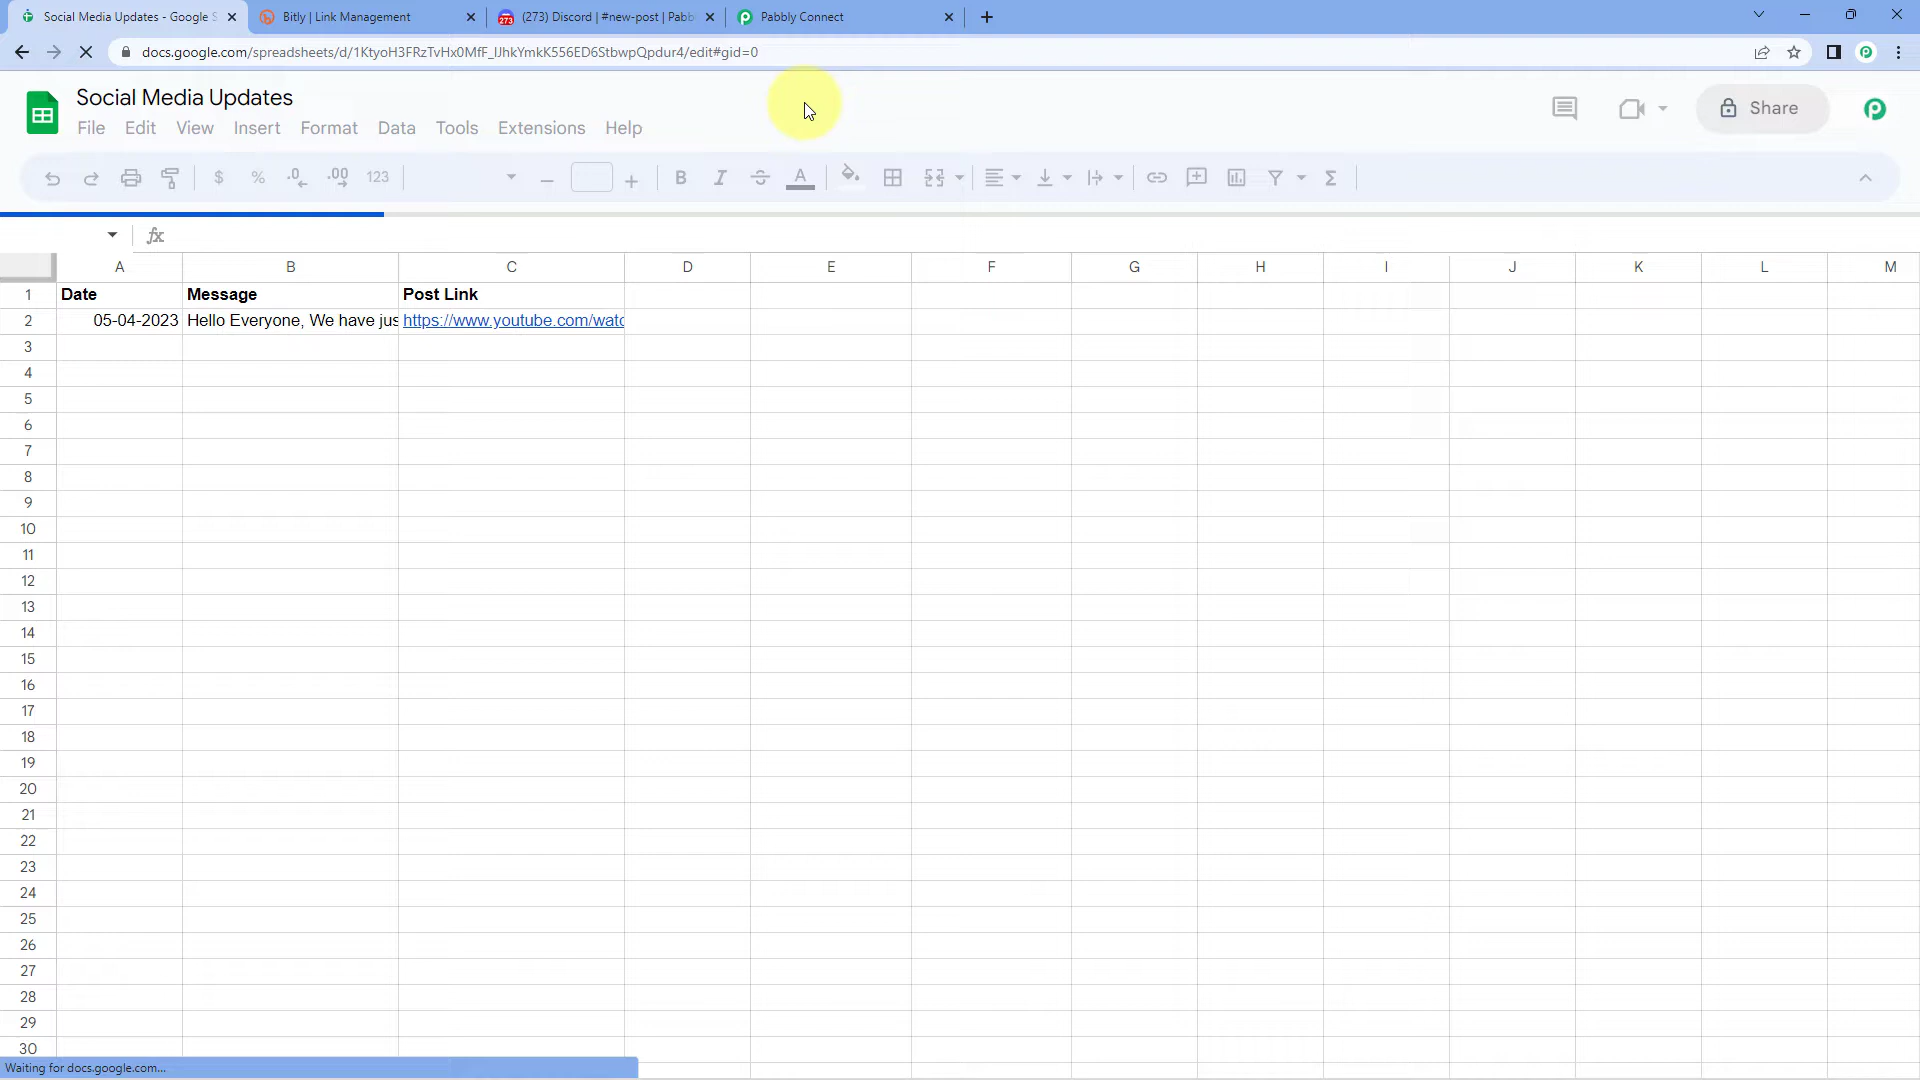 Social Media Updates - Google S
Bitly | Link Management
(273) Discord | #new-post | Pabb
Pabbly Connect
docs.google.com/spreadsheets/d/1KtyoH3FRzTvHx0MfF_IJhkYmkK556ED6StbwpQpdur4/edit#gid=0
Social Media Updates
File Edit View Insert Format Data Tools Extensions Help
Share
$ % .0 .00 123 B I A Σ
fx
A B C D E F G H I J K L M
1 Date Message Post Link
2 05-04-2023 Hello Everyone, We have jus https://www.youtube.com/watc
3
4
5
6
7
8
9
10
11
12
13
14
15
16
17
18
19
20
21
22
23
24
25
26
27
28
29
30
Waiting for docs.google.com...